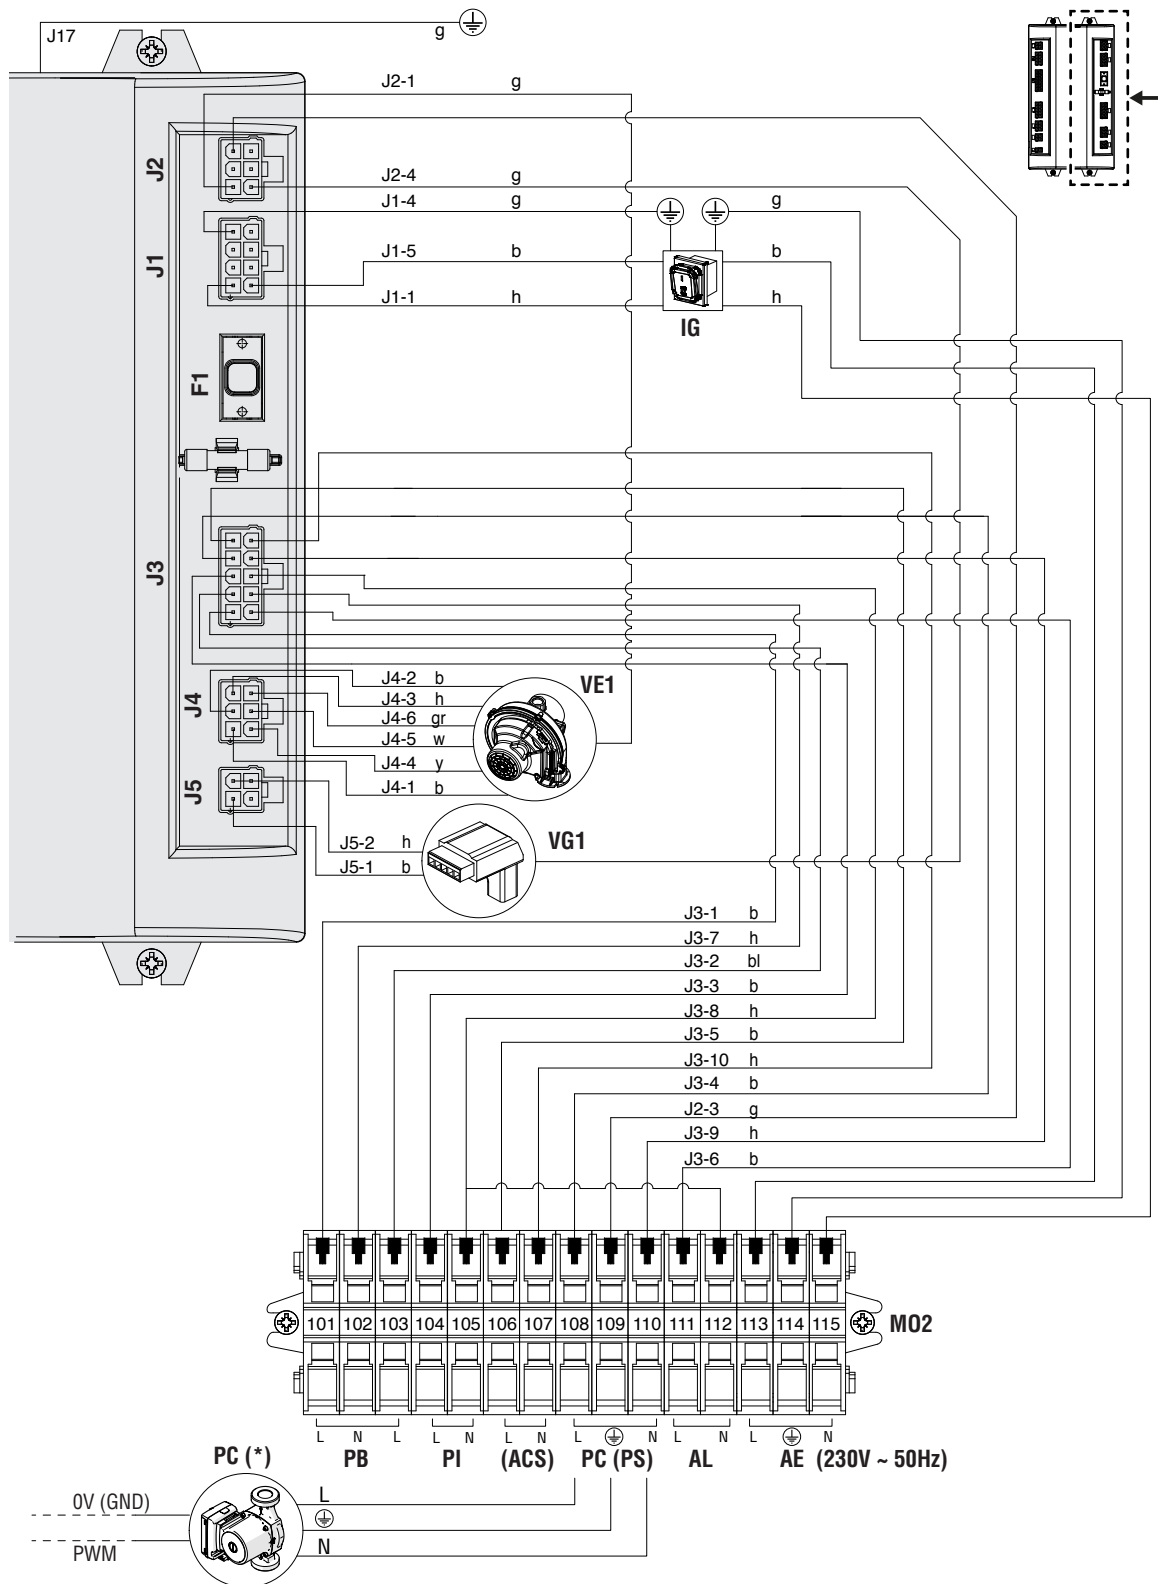 J17
g
J2-1 g
J2
J2-4 g
J1-4 g
g
J1
J1-5 b
b
J1-1 h
h
IG
F1
J3
J4-2 b
VE1
J4-3 h
J4
J4-6 gr
J4-5 w
J4-4 y
J5
J4-1 b
J5-2 h
VG1
J5-1 b
J3-1 b
J3-7 h
J3-2 bl
J3-3 b
J3-8 h
J3-5 b
J3-10 h
J3-4 b
J2-3 g
J3-9 h
J3-6 b
101 102 103 104 105 106 107 108 109 110 111 112 113 114 115
MO2
L N L L N L N L N L N L N
PC (*)
PB PI (ACS) PC (PS) AL AE (230V ~ 50Hz)
0V (GND)
L
N
PWM